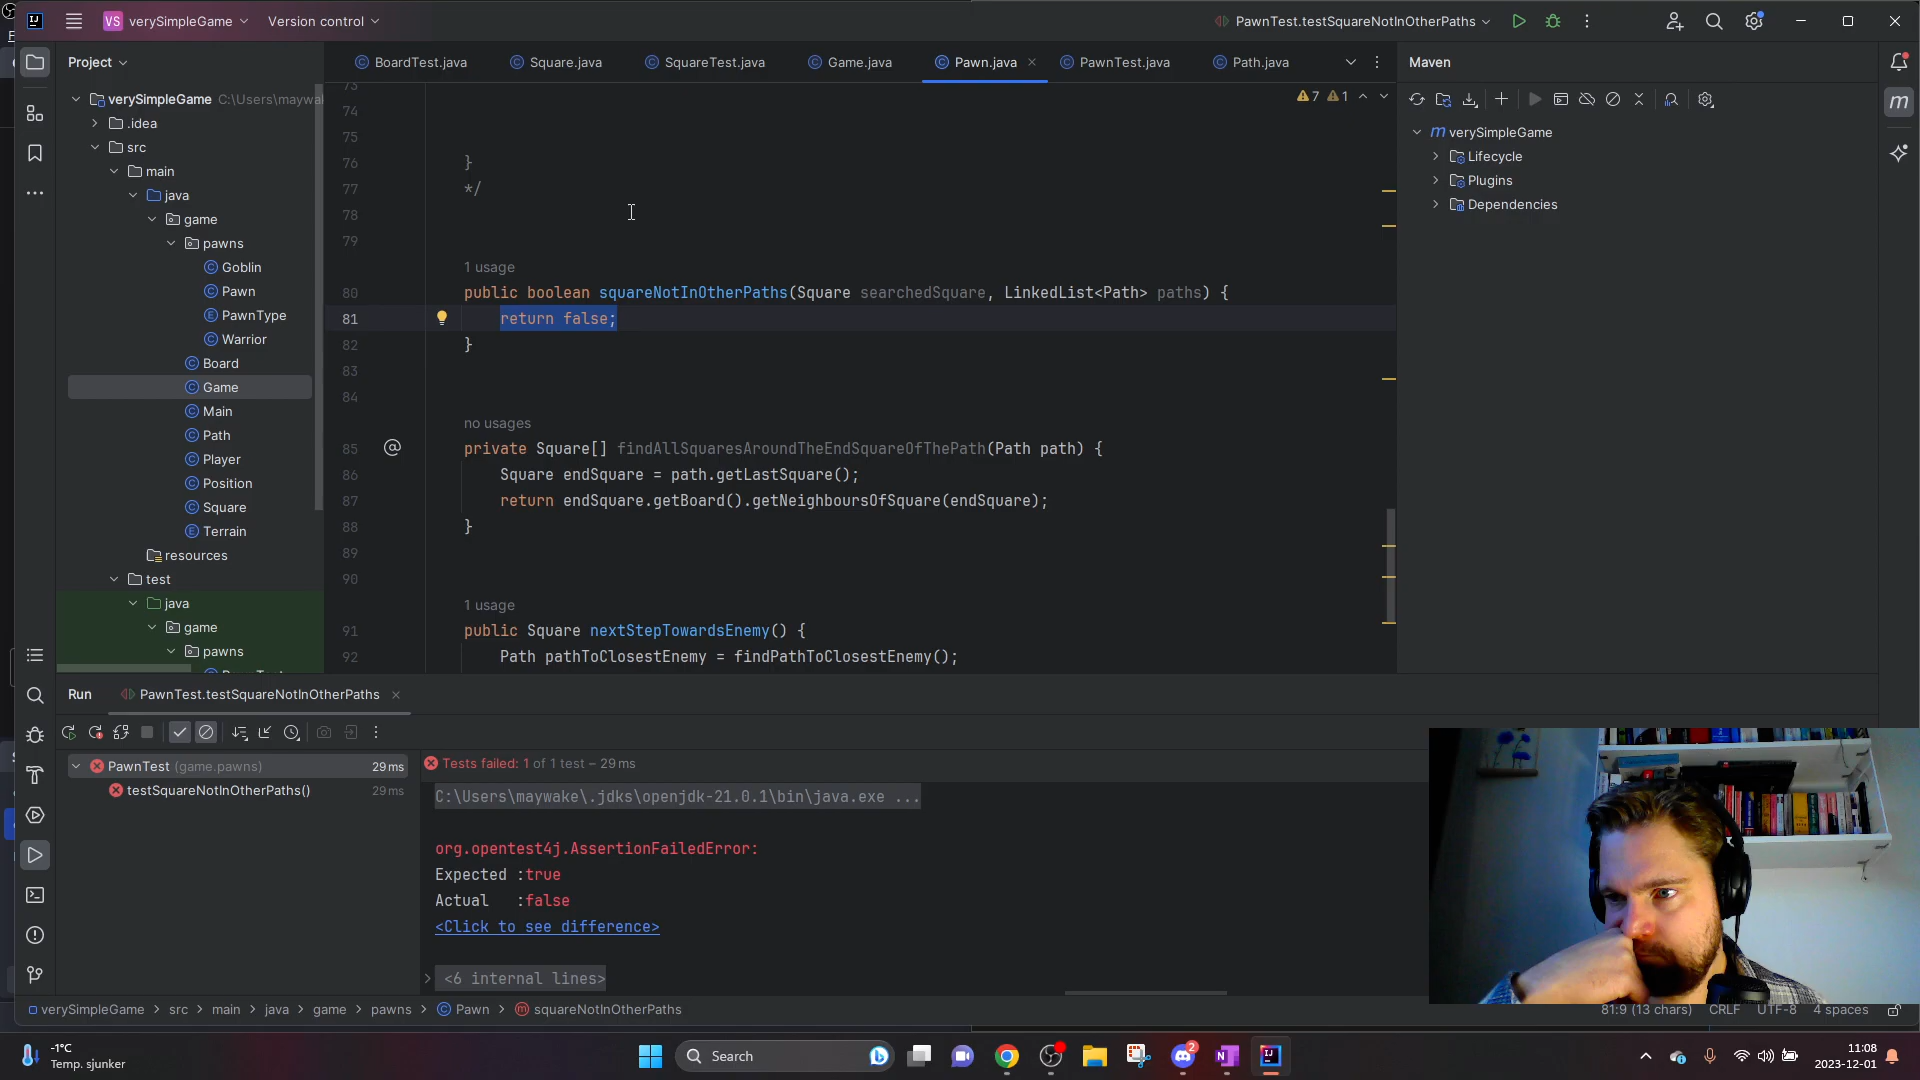 VS verySimpleGame
Version control
PawnTest.testSquareNotInOtherPaths
Project
BoardTest.java
Square.java
SquareTest.java
Game.java
Pawn.java
PawnTest.java
Path.java
Maven
verySimpleGame C:\Users\maywak
.idea
src
main
java
game
pawns
Goblin
Pawn
PawnType
Warrior
Board
Game
Main
Path
Player
Position
Square
Terrain
resources
test
java
game
pawns
7 1
73
74
75
76 }
77 */
78
79
1 usage
80 public boolean squareNotInOtherPaths(Square searchedSquare, LinkedList<Path> paths) {
81 return false;
82 }
83
84
no usages
85 @ private Square[] findAllSquaresAroundTheEndSquareOfThePath(Path path) {
86 Square endSquare = path.getLastSquare();
87 return endSquare.getBoard().getNeighboursOfSquare(endSquare);
88 }
89
90
1 usage
91 public Square nextStepTowardsEnemy() {
92 Path pathToClosestEnemy = findPathToClosestEnemy();
m verySimpleGame
Lifecycle
Plugins
Dependencies
m
Run
PawnTest.testSquareNotInOtherPaths
PawnTest (game.pawns) 29 ms
testSquareNotInOtherPaths() 29 ms
Tests failed: 1 of 1 test – 29 ms
C:\Users\maywake\.jdks\openjdk-21.0.1\bin\java.exe ...
org.opentest4j.AssertionFailedError:
Expected :true
Actual :false
<Click to see difference>
<6 internal lines>
verySimpleGame > src > main > java > game > pawns > Pawn > squareNotInOtherPaths
81:9 (13 chars) CRLF UTF-8 4 spaces
-1°C
Temp. sjunker
Search
2
11:08
2023-12-01